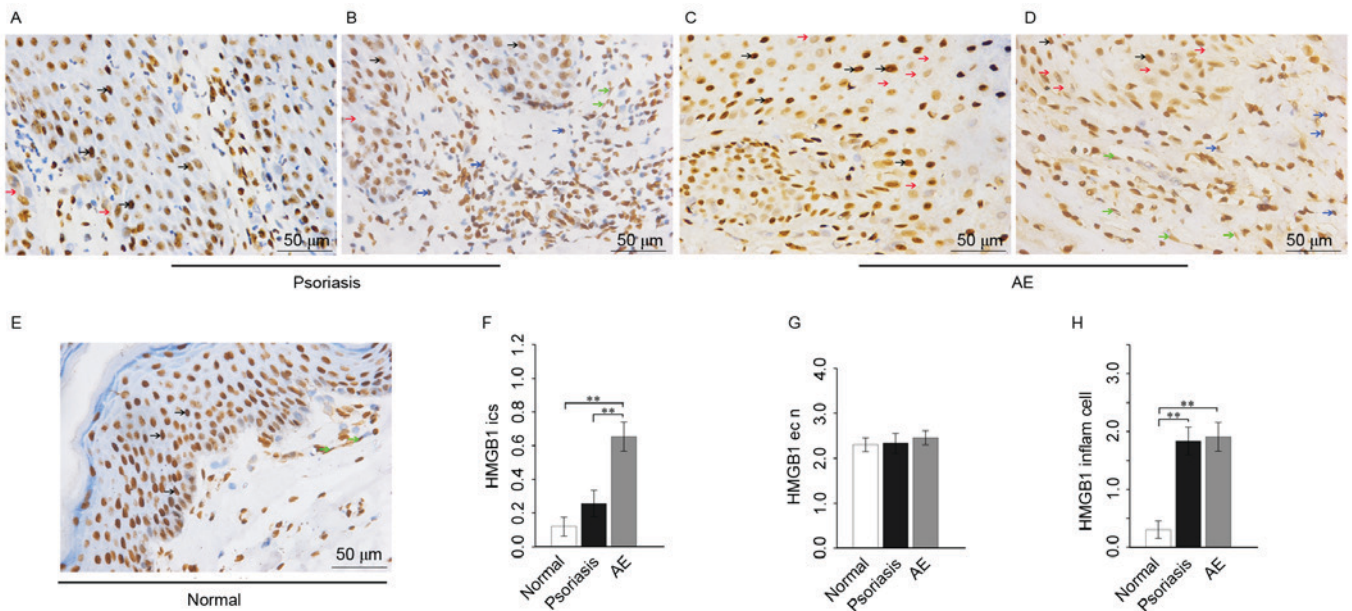 A
B
C
D
50 μm
50 μm
50 μm
50 μm
Psoriasis
AE
E
50 μm
Normal
F
HMGB1 ics
0.0 0.2 0.4 0.6 0.8 1.0 1.2
**
**
Normal
Psoriasis
AE
G
HMGB1 ec n
0.0 1.0 2.0 3.0 4.0
Normal
Psoriasis
AE
H
HMGB1 inflam cell
0.0 1.0 2.0 3.0
**
**
Normal
Psoriasis
AE